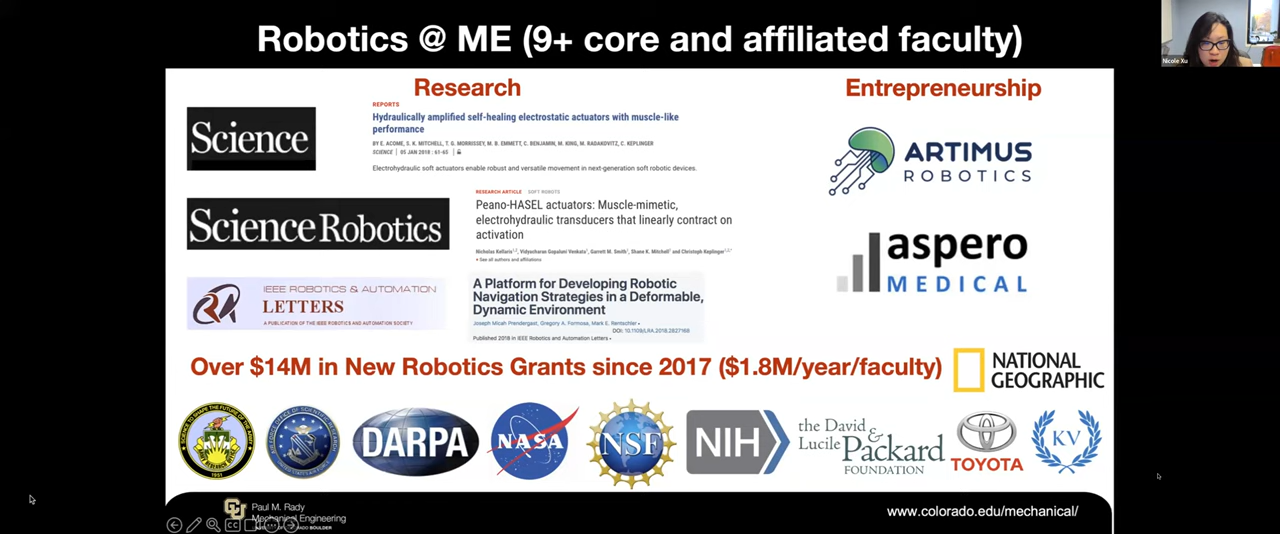 Robotics @ ME (9+ core and affiliated faculty)
Nicole Xu
Research
Entrepreneurship
Science
REPORTS
Hydraulically amplified self-healing electrostatic actuators with muscle-like
performance
BY E. ACOME, S. K. MITCHELL, T. G. MORRISSEY, M. B. EMMETT, C. BENJAMIN, M. KING, M. RADAKOVITZ, C. KEPLINGER
SCIENCE | 05 JAN 2018 : 61-65
Electrohydraulic soft actuators enable robust and versatile movement in next-generation soft robotic devices.
ARTIMUS
ROBOTICS
Science Robotics
RESEARCH ARTICLE SOFT ROBOTS
Peano-HASEL actuators: Muscle-mimetic,
electrohydraulic transducers that linearly contract on
activation
Nicholas Kellaris, Vidyacharan Gopaluni Venkata, Garrett M. Smith, Shane K. Mitchell and Christoph Keplinger
+ See all authors and affiliations
aspero
MEDICAL
IEEE ROBOTICS & AUTOMATION
LETTERS
A PUBLICATION OF THE IEEE ROBOTICS AND AUTOMATION SOCIETY
A Platform for Developing Robotic
Navigation Strategies in a Deformable,
Dynamic Environment
Joseph Micah Prendergast, Gregory A. Formosa, Mark E. Rentschler •
DOI: 10.1109/LRA.2018.2827168
Published 2018 in IEEE Robotics and Automation Letters •
Over $14M in New Robotics Grants since 2017 ($1.8M/year/faculty)
NATIONAL
GEOGRAPHIC
DARPA
NASA
NSF
NIH
the David &
Lucile Packard
FOUNDATION
TOYOTA
KV
Paul M. Rady
Mechanical Engineering
www.colorado.edu/mechanical/